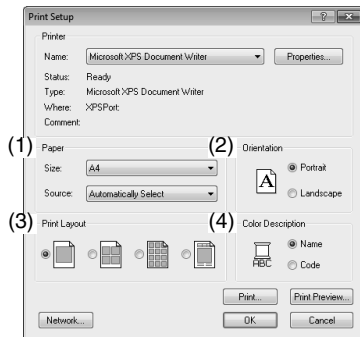 Print Setup
Printer
Name: Microsoft XPS Document Writer Properties...
Status: Ready
Type: Microsoft XPS Document Writer
Where: XPSPort:
Comment:
(1) Paper (2) Orientation
Size: A4
Source: Automatically Select
A
Portrait
Landscape
(3) Print Layout (4) Color Description
ABC
Name
Code
Print... Print Preview...
Network... OK Cancel